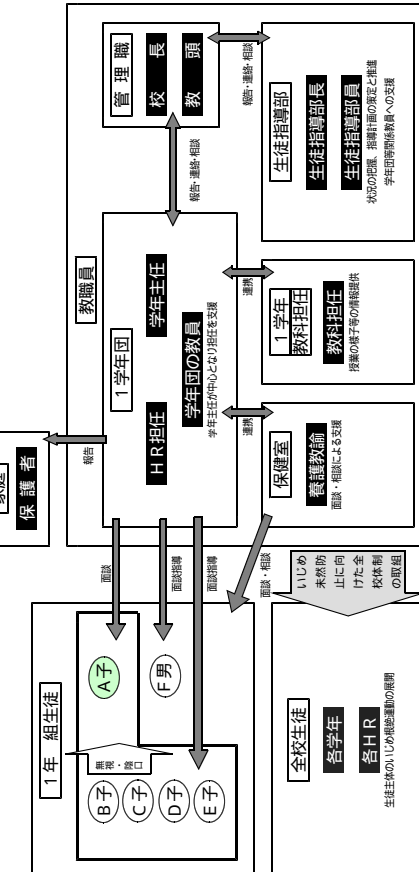 家庭
保護者
報告
教職員
管理職
校長
教頭
報告・連絡・相談
報告・連絡・相談
生徒指導部
生徒指導部長
生徒指導部員
状況の把握、指導計画の策定と推進
学年団等関係教員への支援
１学年団
ＨＲ担任
学年主任
学年団の教員
学年主任が中心となり担任を支援
連携
連携
１学年
教科担任
教科担任
授業の様子等の情報提供
保健室
養護教諭
面談・相談による支援
面談
面談指導
面談指導
面談・相談
１年　組生徒
Ａ子
Ｆ男
無視・陰口
Ｂ子
Ｃ子
Ｄ子
Ｅ子
いじめ
未然防
止に向
けた全
校体制
の取組
全校生徒
各学年
各ＨＲ
生徒主体のいじめ根絶運動の展開